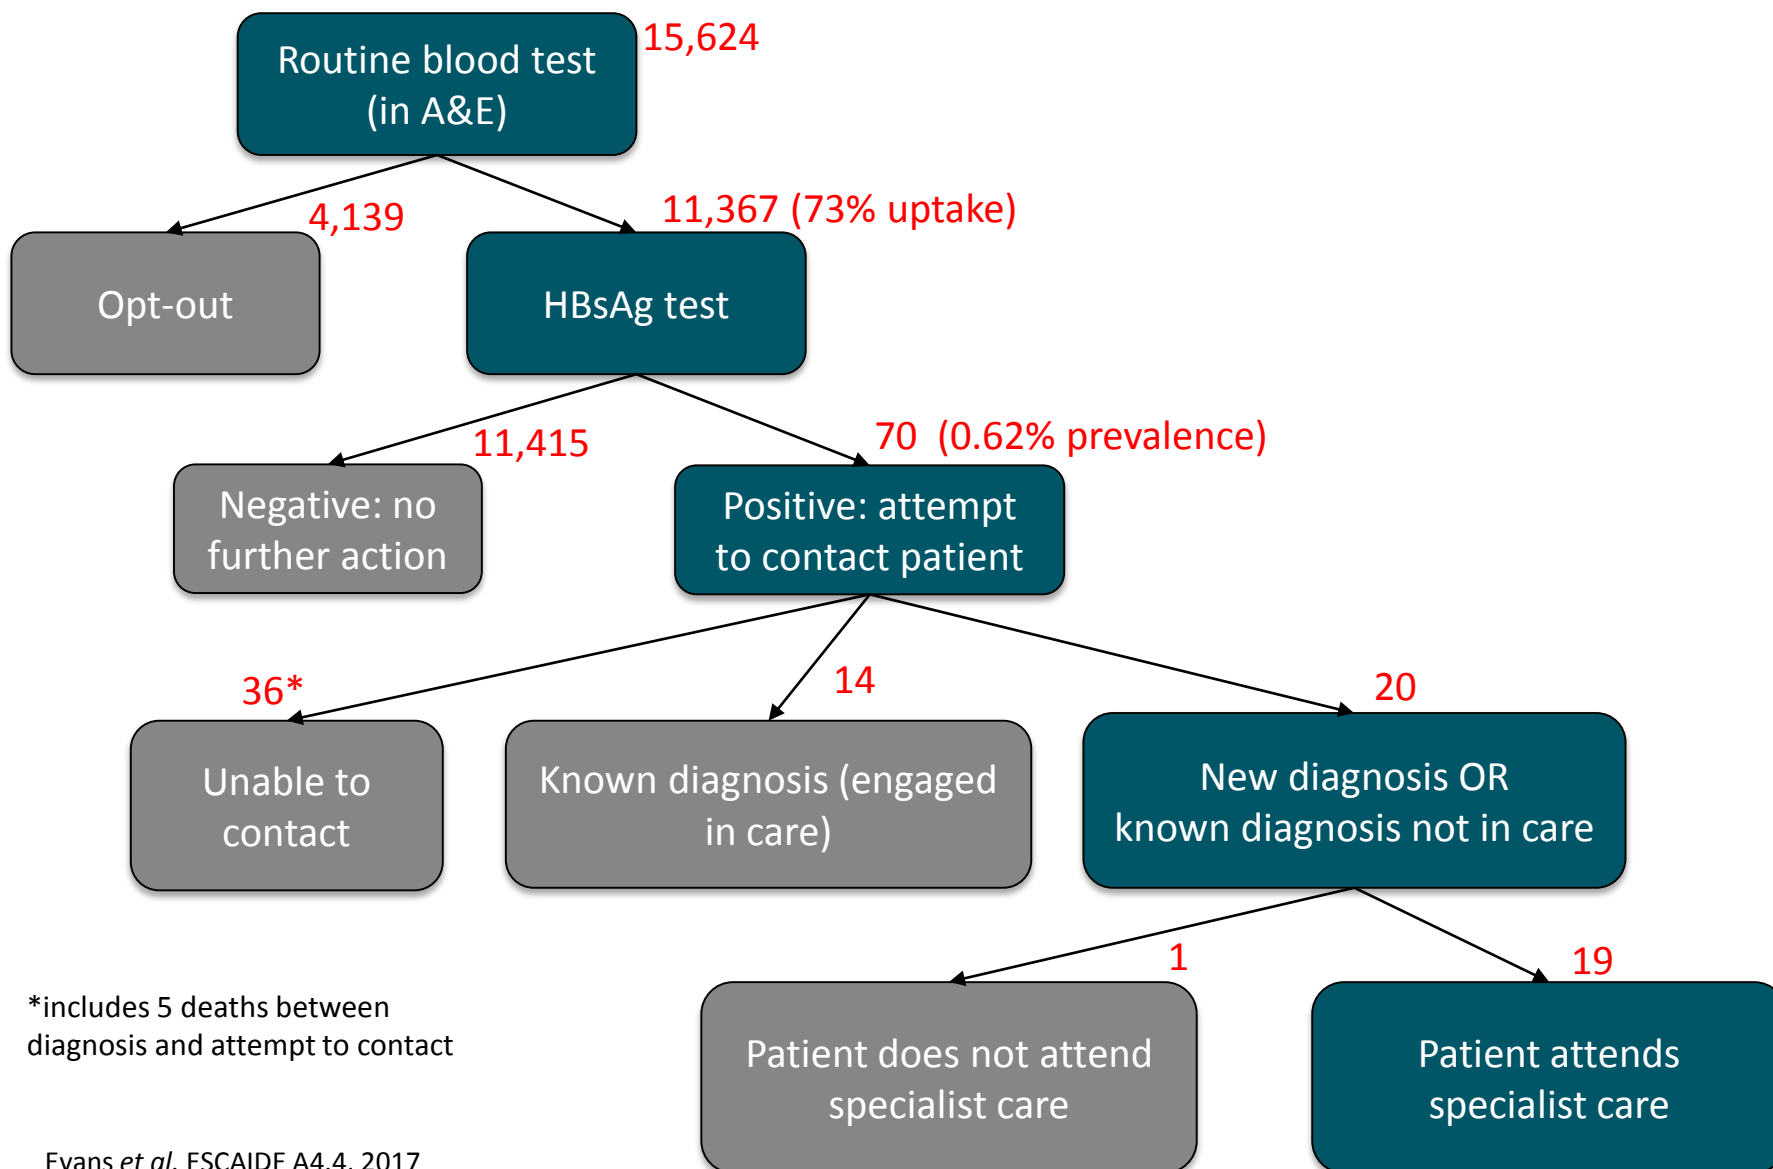 Routine blood test
(in A&E)
15,624
4,139
11,367 (73% uptake)
Opt-out
HBsAg test
11,415
70 (0.62% prevalence)
Negative: no
further action
Positive: attempt
to contact patient
36*
14
20
Unable to
contact
Known diagnosis (engaged
in care)
New diagnosis OR
known diagnosis not in care
1
19
*includes 5 deaths between
diagnosis and attempt to contact
Patient does not attend
specialist care
Patient attends
specialist care
Evans et al. ESCAIDE A4.4. 2017